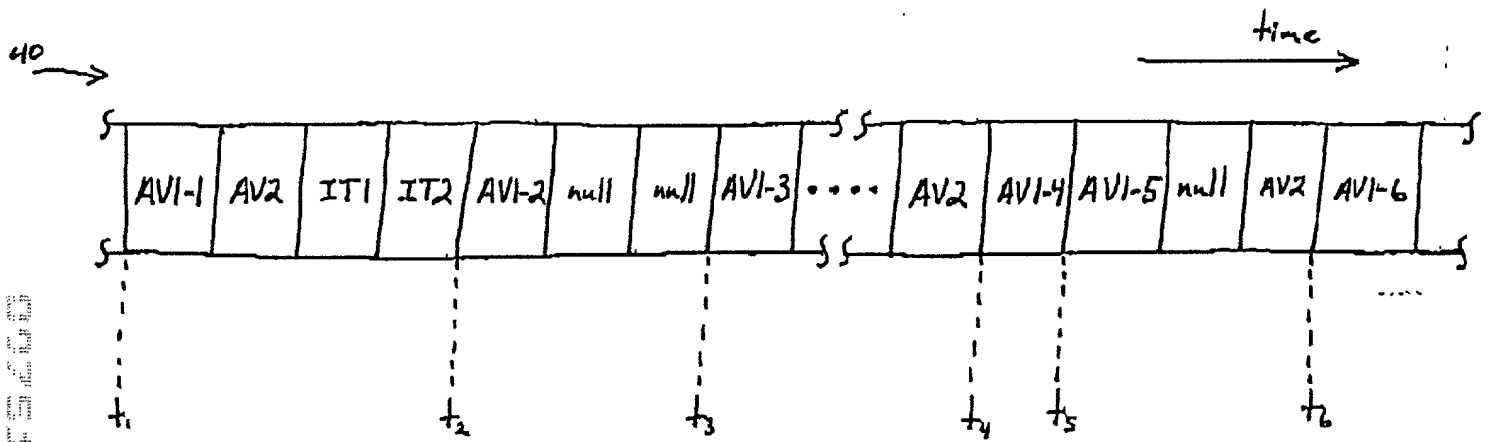 time
40
AV1-1 AV2 IT1 IT2 AV1-2 null null AV1-3 .... AV2 AV1-4 AV1-5 null AV2 AV1-6
t₁ t₂ t₃ t₄ t₅ t₆